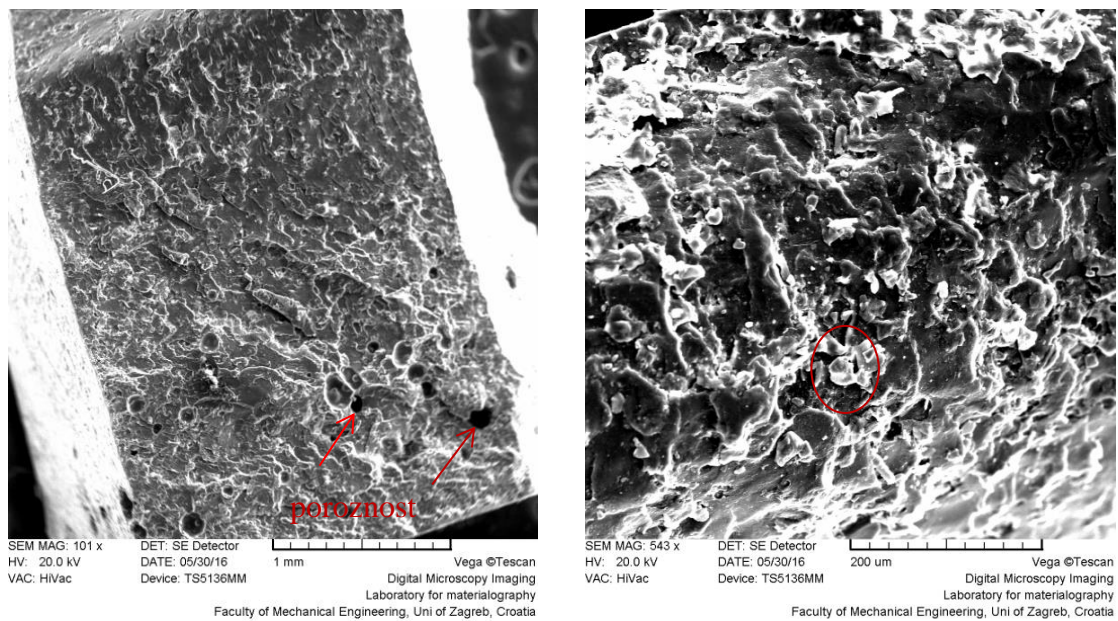 poroznost
SEM MAG: 101 x DET: SE Detector
HV: 20.0 kV DATE: 05/30/16 1 mm Vega ©Tescan
VAC: HiVac Device: TS5136MM Digital Microscopy Imaging
Laboratory for materialography
Faculty of Mechanical Engineering, Uni of Zagreb, Croatia
SEM MAG: 543 x DET: SE Detector
HV: 20.0 kV DATE: 05/30/16 200 um Vega ©Tescan
VAC: HiVac Device: TS5136MM Digital Microscopy Imaging
Laboratory for materialography
Faculty of Mechanical Engineering, Uni of Zagreb, Croatia